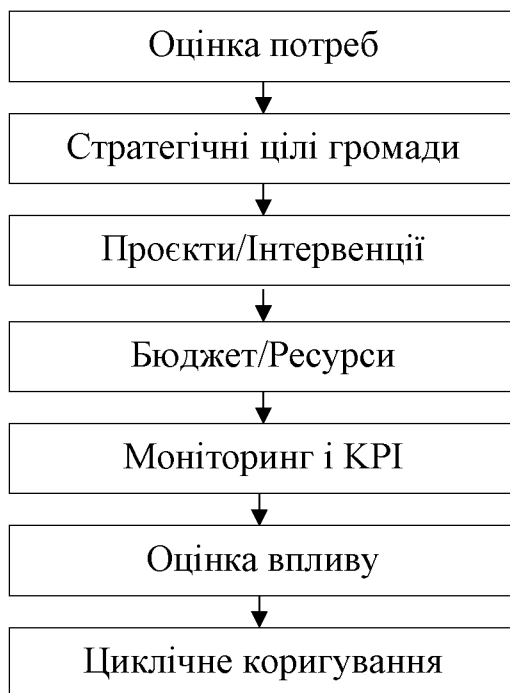 Оцінка потреб
Стратегічні цілі громади
Проєкти/Інтервенції
Бюджет/Ресурси
Моніторинг і KPI
Оцінка впливу
Циклічне коригування